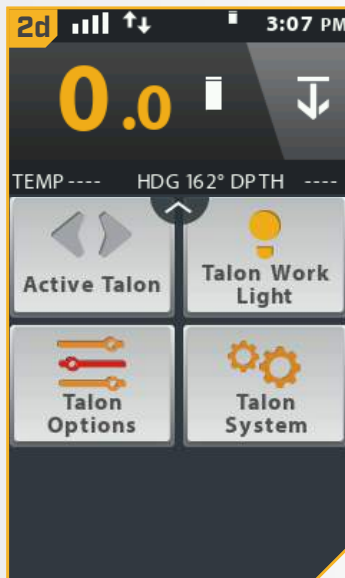 2d 3:07 PM
0.0
TEMP ---- HDG 162° DPTH ----
Active Talon
Talon Work
Light
Talon
Options
Talon
System